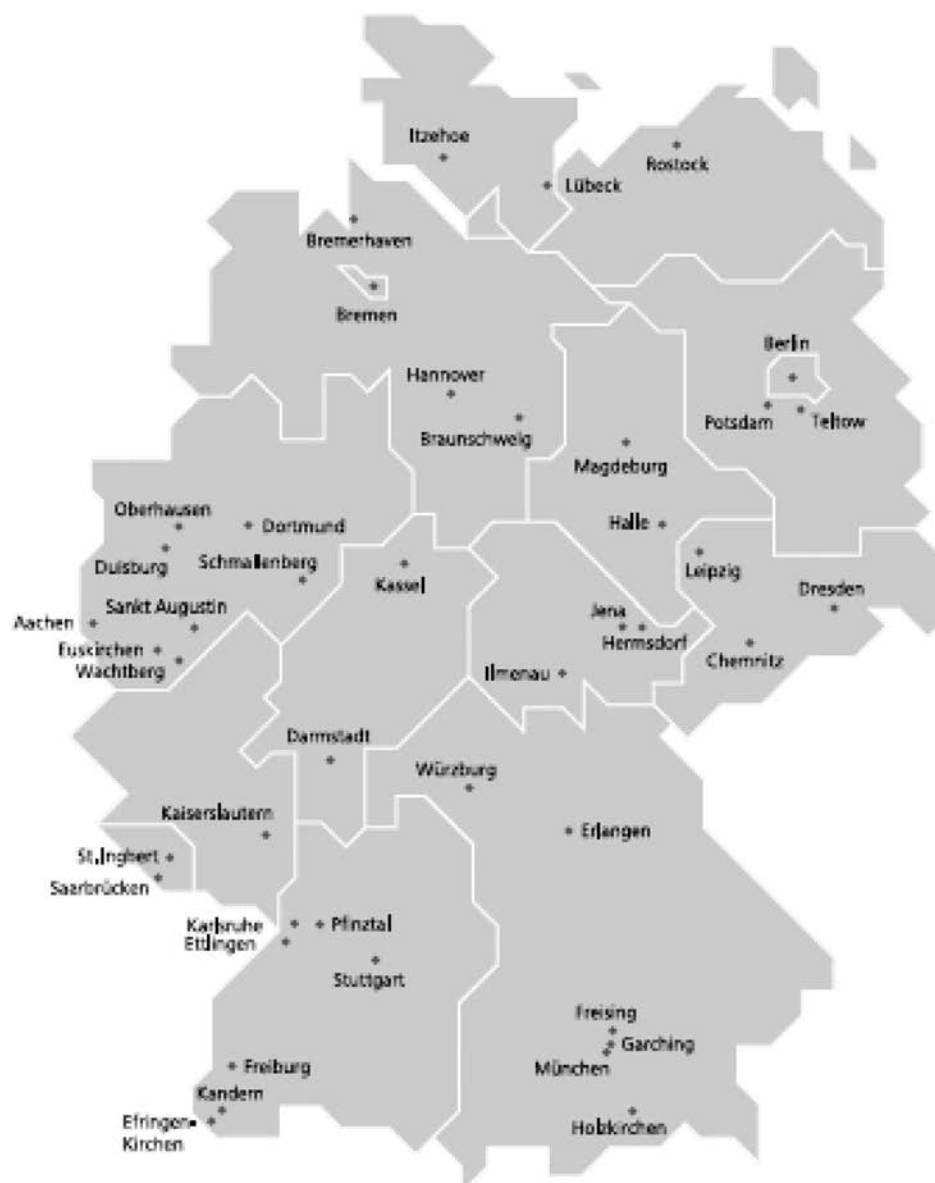 Itzehoe
Rostock
Lübeck
Bremerhaven
Bremen
Berlin
Hannover
Potsdam
Teltow
Braunschweig
Magdeburg
Oberhausen
Dortmund
Halle
Schmallenberg
Duisburg
Kassel
Leipzig
Dresden
Sankt Augustin
Jena
Aachen
Hermsdorf
Euskirchen
Chemnitz
Wachtberg
Ilmenau
Darmstadt
Würzburg
Kaiserslautern
Erlangen
St.Ingbert
Saarbrücken
Karlsruhe
Pfinztal
Ettlingen
Stuttgart
Freising
Garching
München
Freiburg
Kandern
Efringen-
Kirchen
Holzkirchen